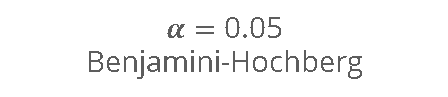 α = 0.05
Benjamini-Hochberg